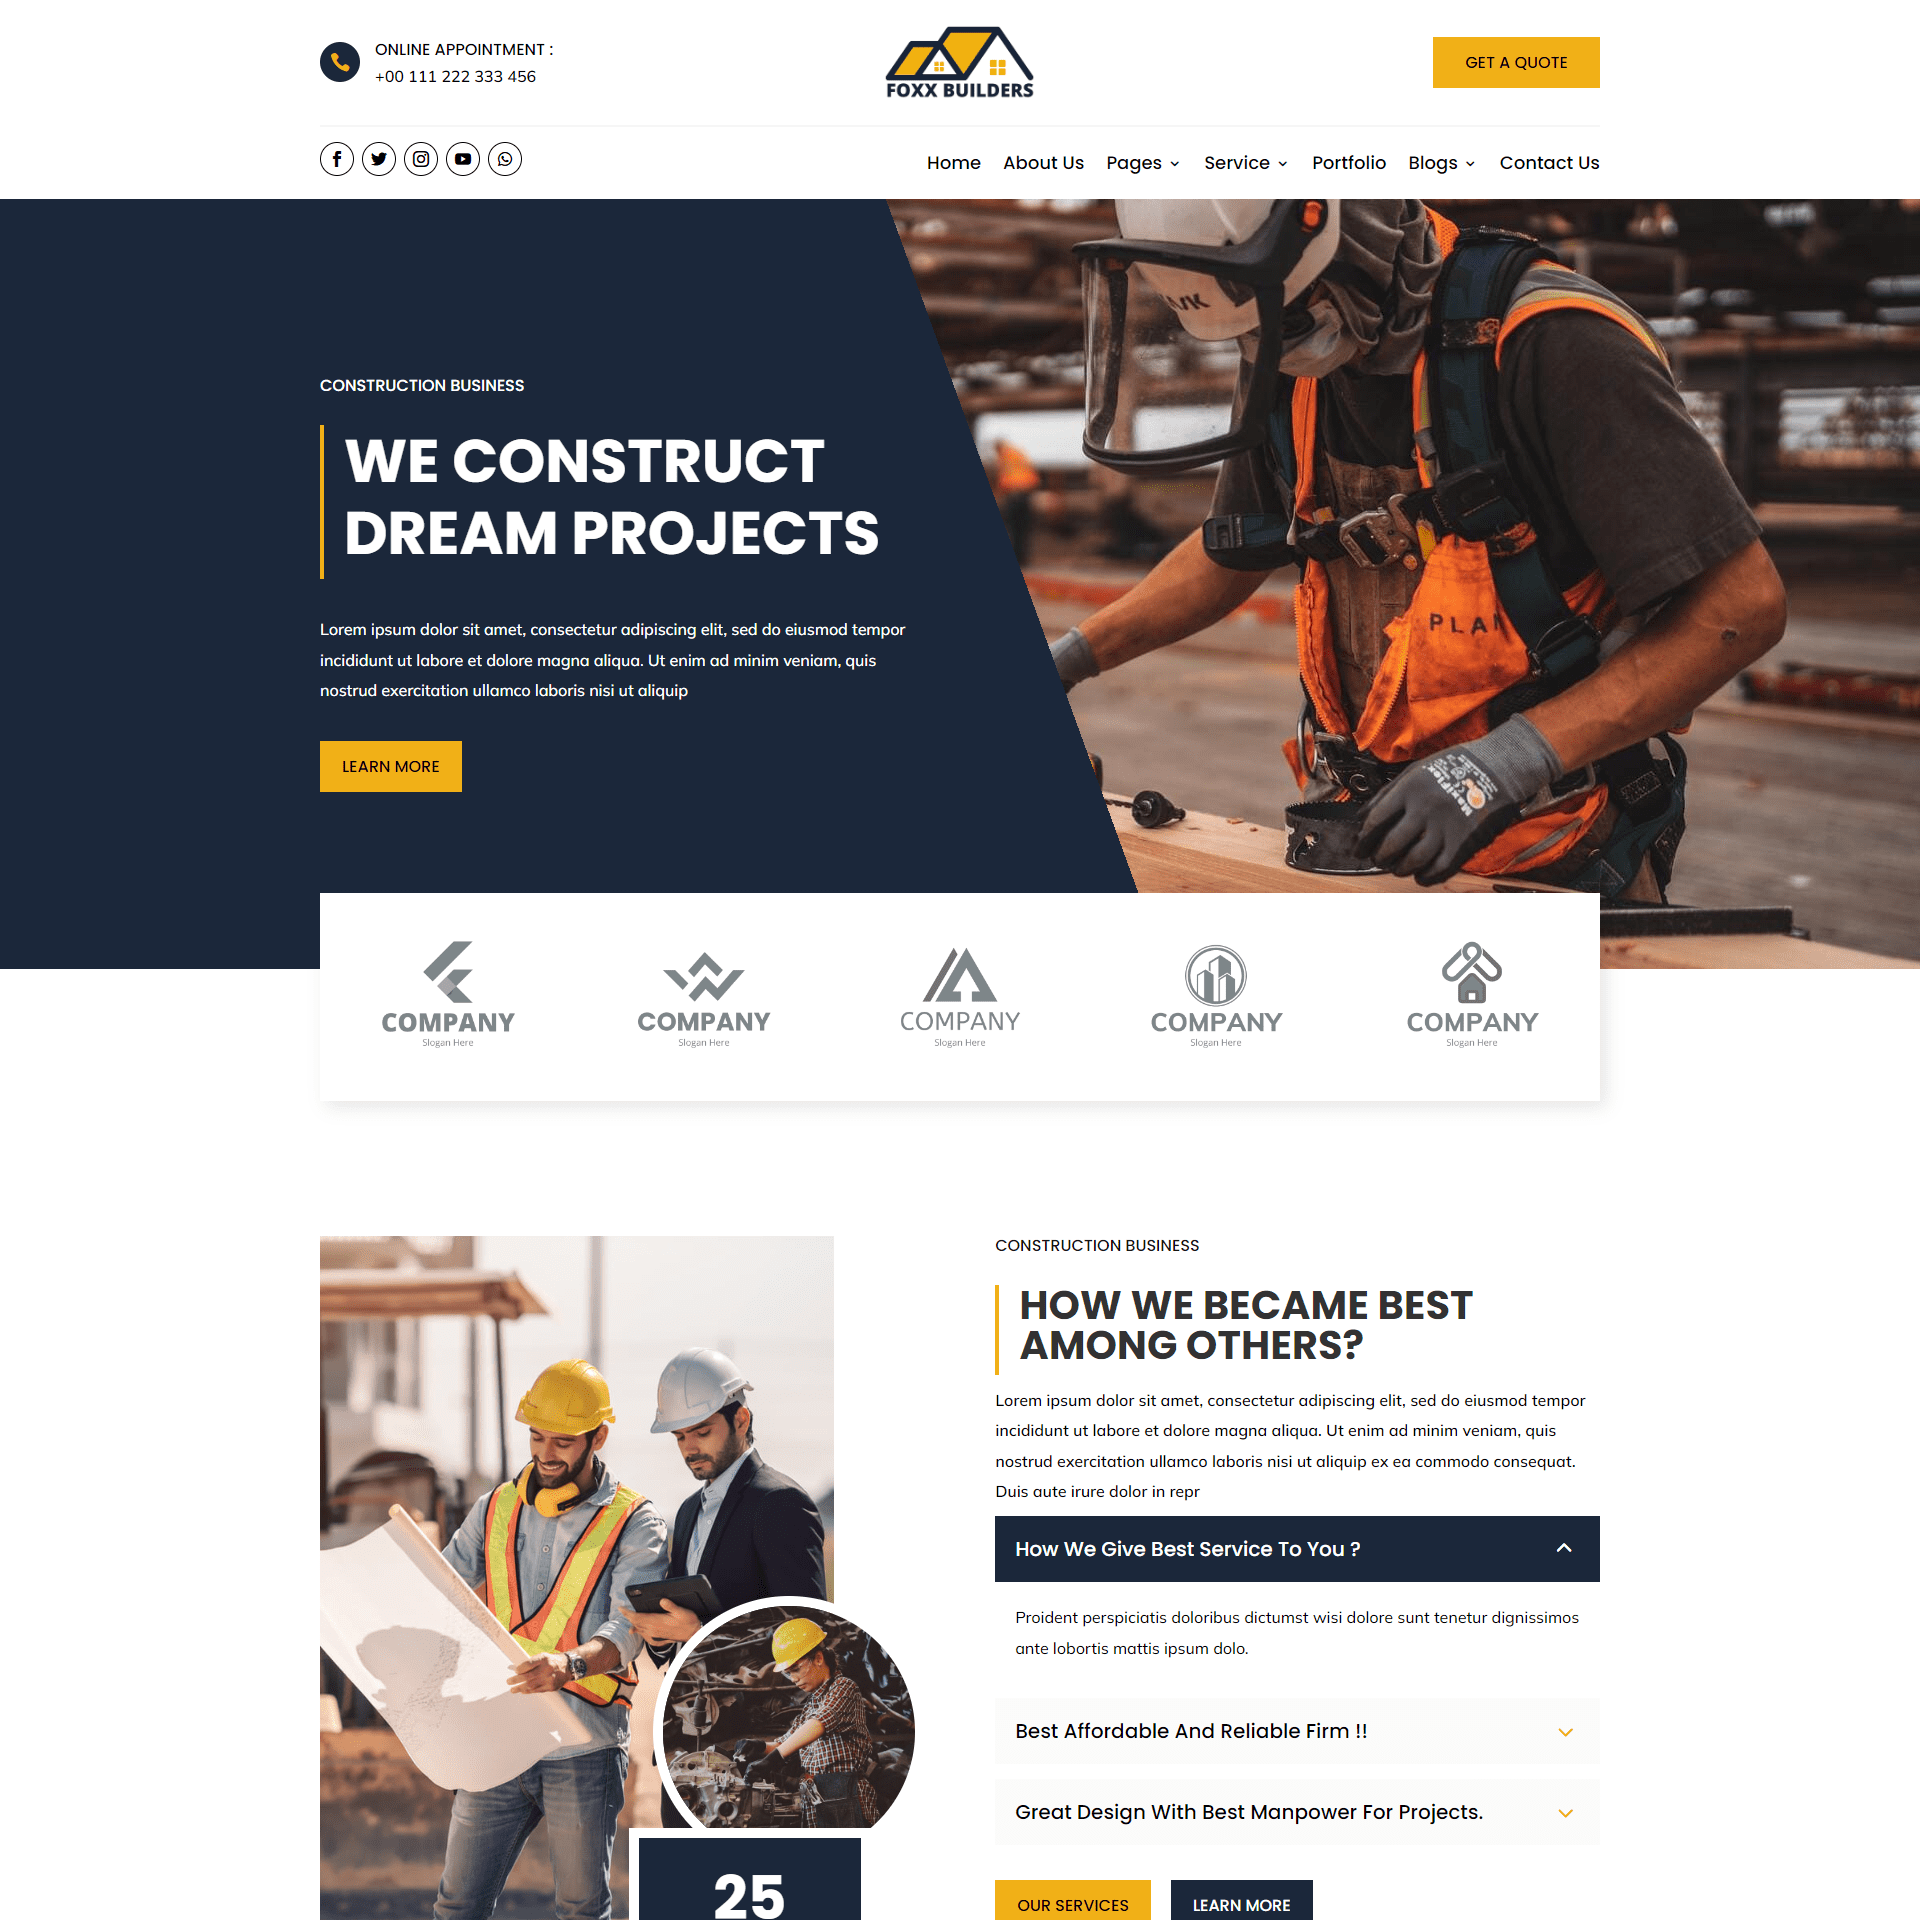 ONLINE APPOINTMENT :
+00 111 222 333 456
FOXX BUILDERS
GET A QUOTE
Home About Us Pages Service Portfolio Blogs Contact Us
CONSTRUCTION BUSINESS
WE CONSTRUCT
DREAM PROJECTS
Lorem ipsum dolor sit amet, consectetur adipiscing elit, sed do eiusmod tempor
incididunt ut labore et dolore magna aliqua. Ut enim ad minim veniam, quis
nostrud exercitation ullamco laboris nisi ut aliquip
LEARN MORE
PLAN
MaxiFlex
COMPANY
Slogan Here
COMPANY
Slogan Here
COMPANY
Slogan Here
COMPANY
Slogan Here
COMPANY
Slogan Here
CONSTRUCTION BUSINESS
HOW WE BECAME BEST
AMONG OTHERS?
Lorem ipsum dolor sit amet, consectetur adipiscing elit, sed do eiusmod tempor
incididunt ut labore et dolore magna aliqua. Ut enim ad minim veniam, quis
nostrud exercitation ullamco laboris nisi ut aliquip ex ea commodo consequat.
Duis aute irure dolor in repr
How We Give Best Service To You ?
Proident perspiciatis doloribus dictumst wisi dolore sunt tenetur dignissimos
ante lobortis mattis ipsum dolo.
Best Affordable And Reliable Firm !!
Great Design With Best Manpower For Projects.
25
OUR SERVICES LEARN MORE